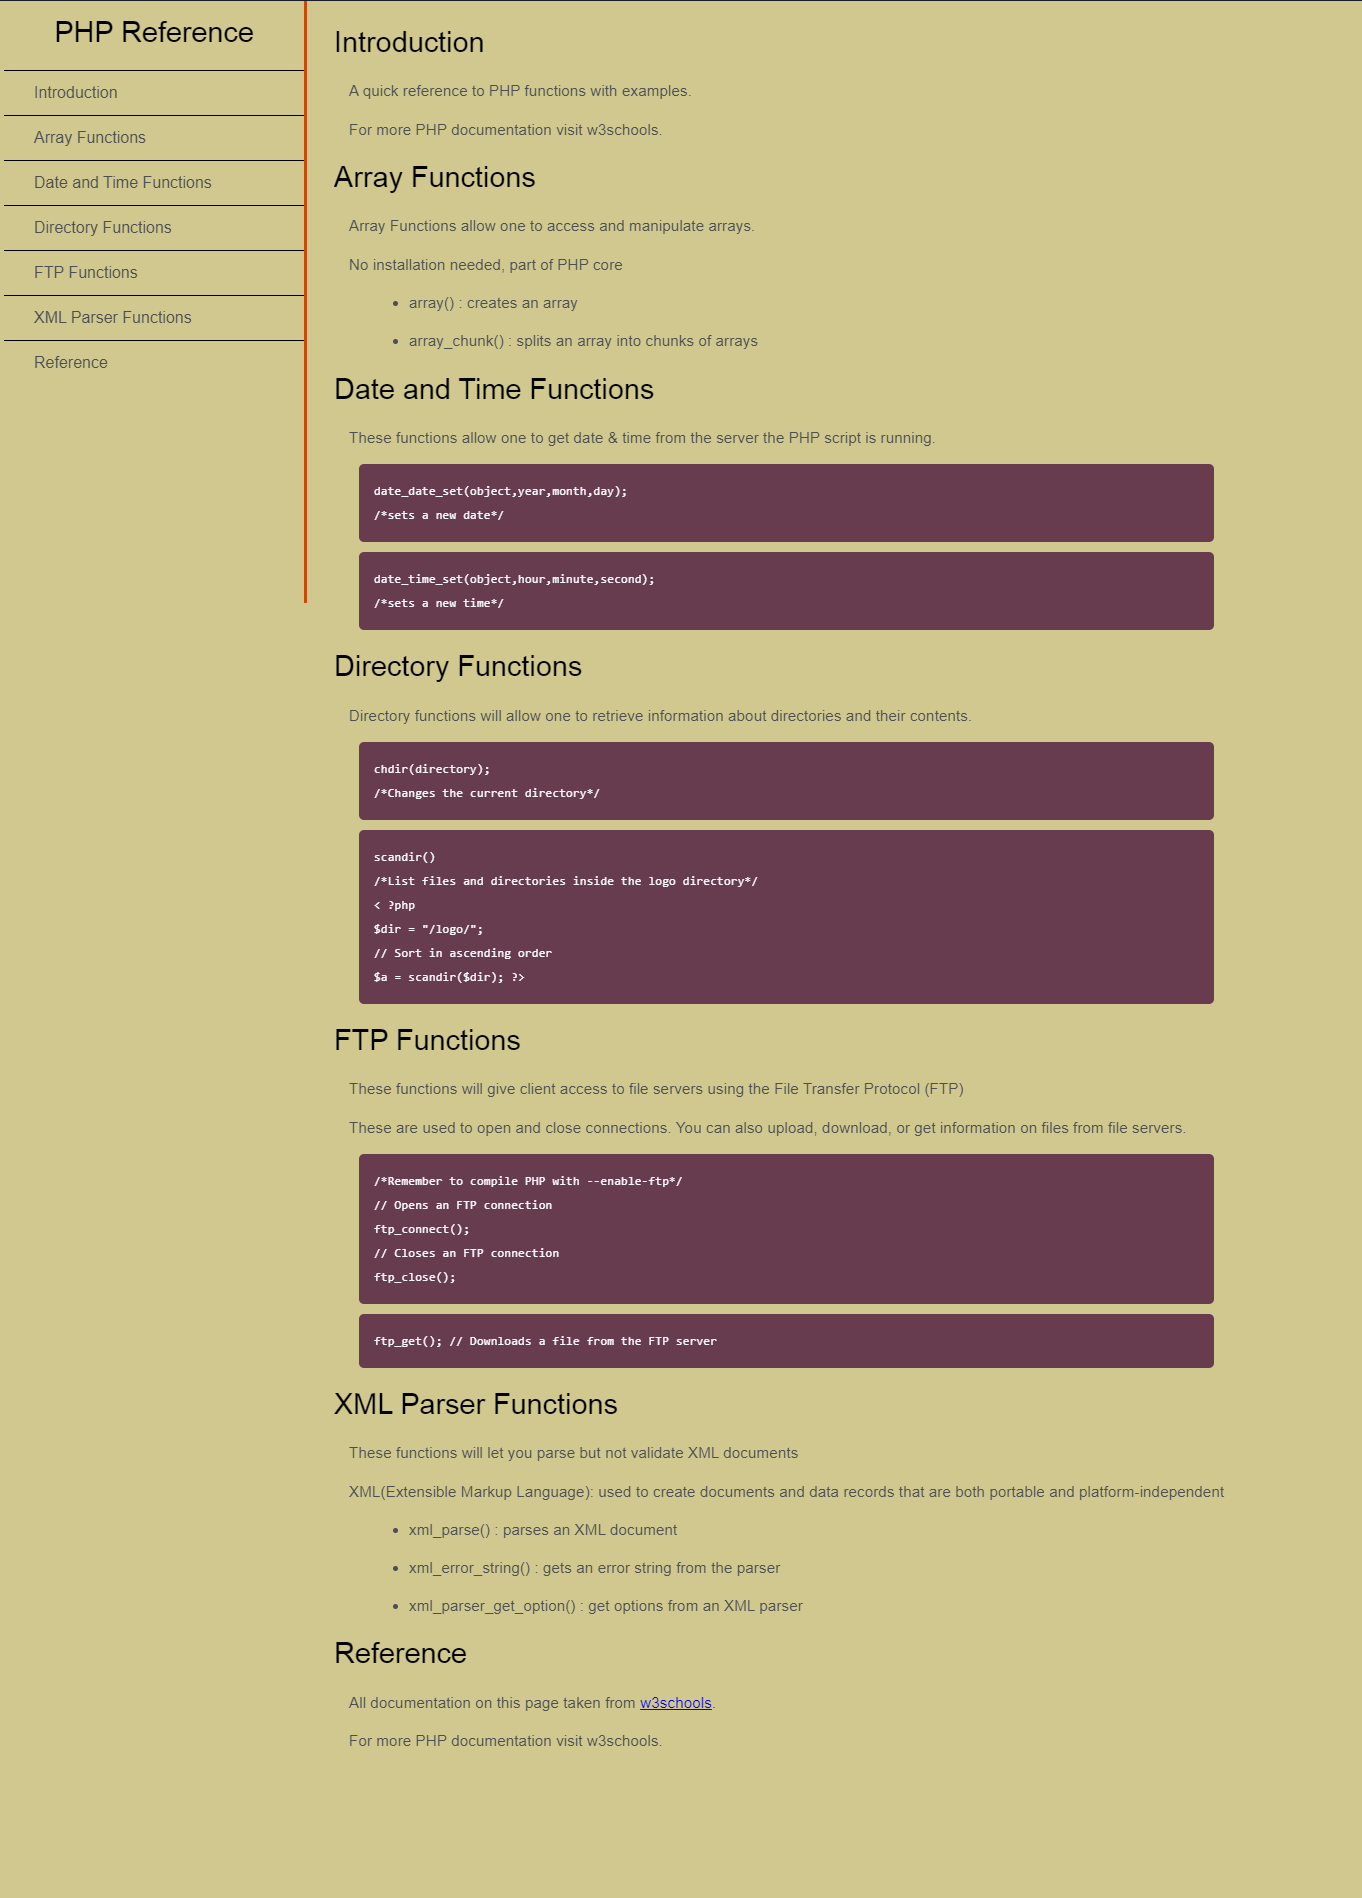 PHP Reference
Introduction
Array Functions
Date and Time Functions
Directory Functions
FTP Functions
XML Parser Functions
Reference
Introduction
A quick reference to PHP functions with examples.
For more PHP documentation visit w3schools.
Array Functions
Array Functions allow one to access and manipulate arrays.
No installation needed, part of PHP core
• array() : creates an array
• array_chunk() : splits an array into chunks of arrays
Date and Time Functions
These functions allow one to get date & time from the server the PHP script is running.
date_date_set(object,year,month,day);
/*sets a new date*/
date_time_set(object,hour,minute,second);
/*sets a new time*/
Directory Functions
Directory functions will allow one to retrieve information about directories and their contents.
chdir(directory);
/*Changes the current directory*/
scandir()
/*List files and directories inside the logo directory*/
< ?php
$dir = "/logo/";
// Sort in ascending order
$a = scandir($dir); ?>
FTP Functions
These functions will give client access to file servers using the File Transfer Protocol (FTP)
These are used to open and close connections. You can also upload, download, or get information on files from file servers.
/*Remember to compile PHP with --enable-ftp*/
// Opens an FTP connection
ftp_connect();
// Closes an FTP connection
ftp_close();
ftp_get(); // Downloads a file from the FTP server
XML Parser Functions
These functions will let you parse but not validate XML documents
XML(Extensible Markup Language): used to create documents and data records that are both portable and platform-independent
• xml_parse() : parses an XML document
• xml_error_string() : gets an error string from the parser
• xml_parser_get_option() : get options from an XML parser
Reference
All documentation on this page taken from w3schools.
For more PHP documentation visit w3schools.